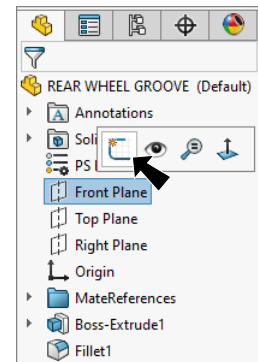 REAR WHEEL GROOVE (Default)
Annotations
Soli
PS
Front Plane
Top Plane
Right Plane
Origin
MateReferences
Boss-Extrude1
Fillet1